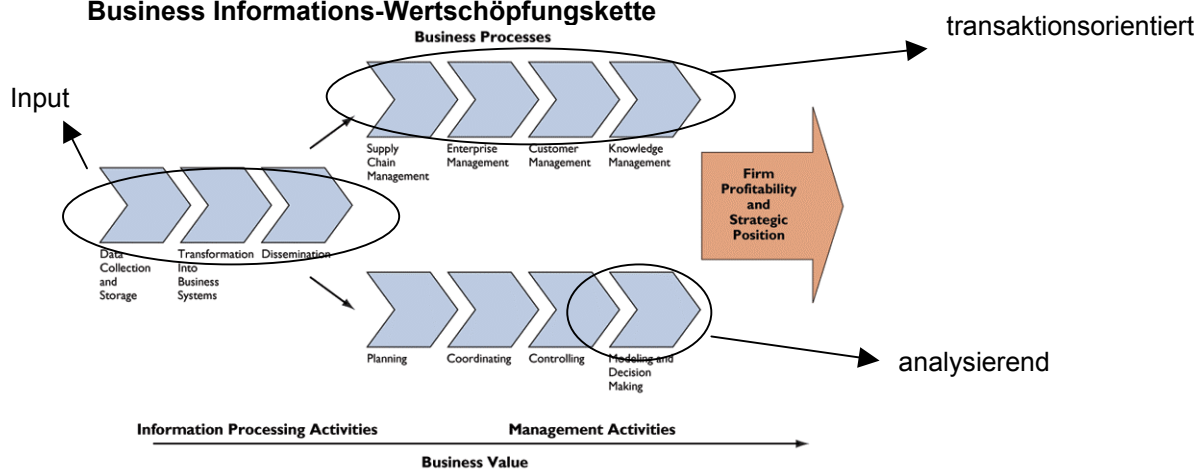 Business Informations-Wertschöpfungskette
transaktionsorientiert
Business Processes
Input
Supply
Chain
Management
Enterprise
Management
Customer
Management
Knowledge
Management
Firm
Profitability
and
Strategic
Position
Data
Collection
and
Storage
Transformation
Into
Business
Systems
Dissemination
Planning
Coordinating
Controlling
Modeling and
Decision
Making
analysierend
Information Processing Activities
Management Activities
Business Value